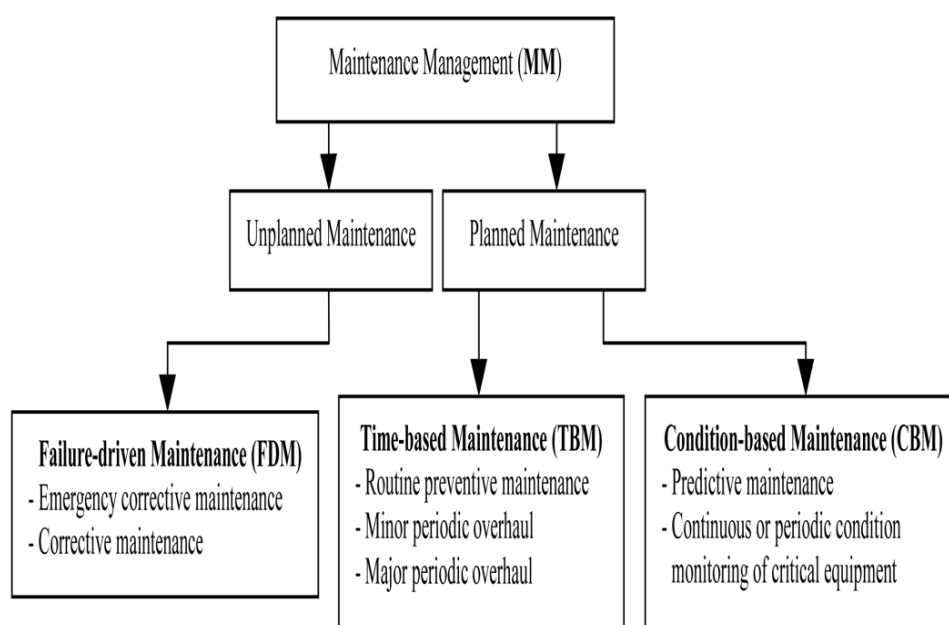 Maintenance Management (MM)
Unplanned Maintenance
Planned Maintenance
Failure-driven Maintenance (FDM)
- Emergency corrective maintenance
- Corrective maintenance
Time-based Maintenance (TBM)
- Routine preventive maintenance
- Minor periodic overhaul
- Major periodic overhaul
Condition-based Maintenance (CBM)
- Predictive maintenance
- Continuous or periodic condition
monitoring of critical equipment